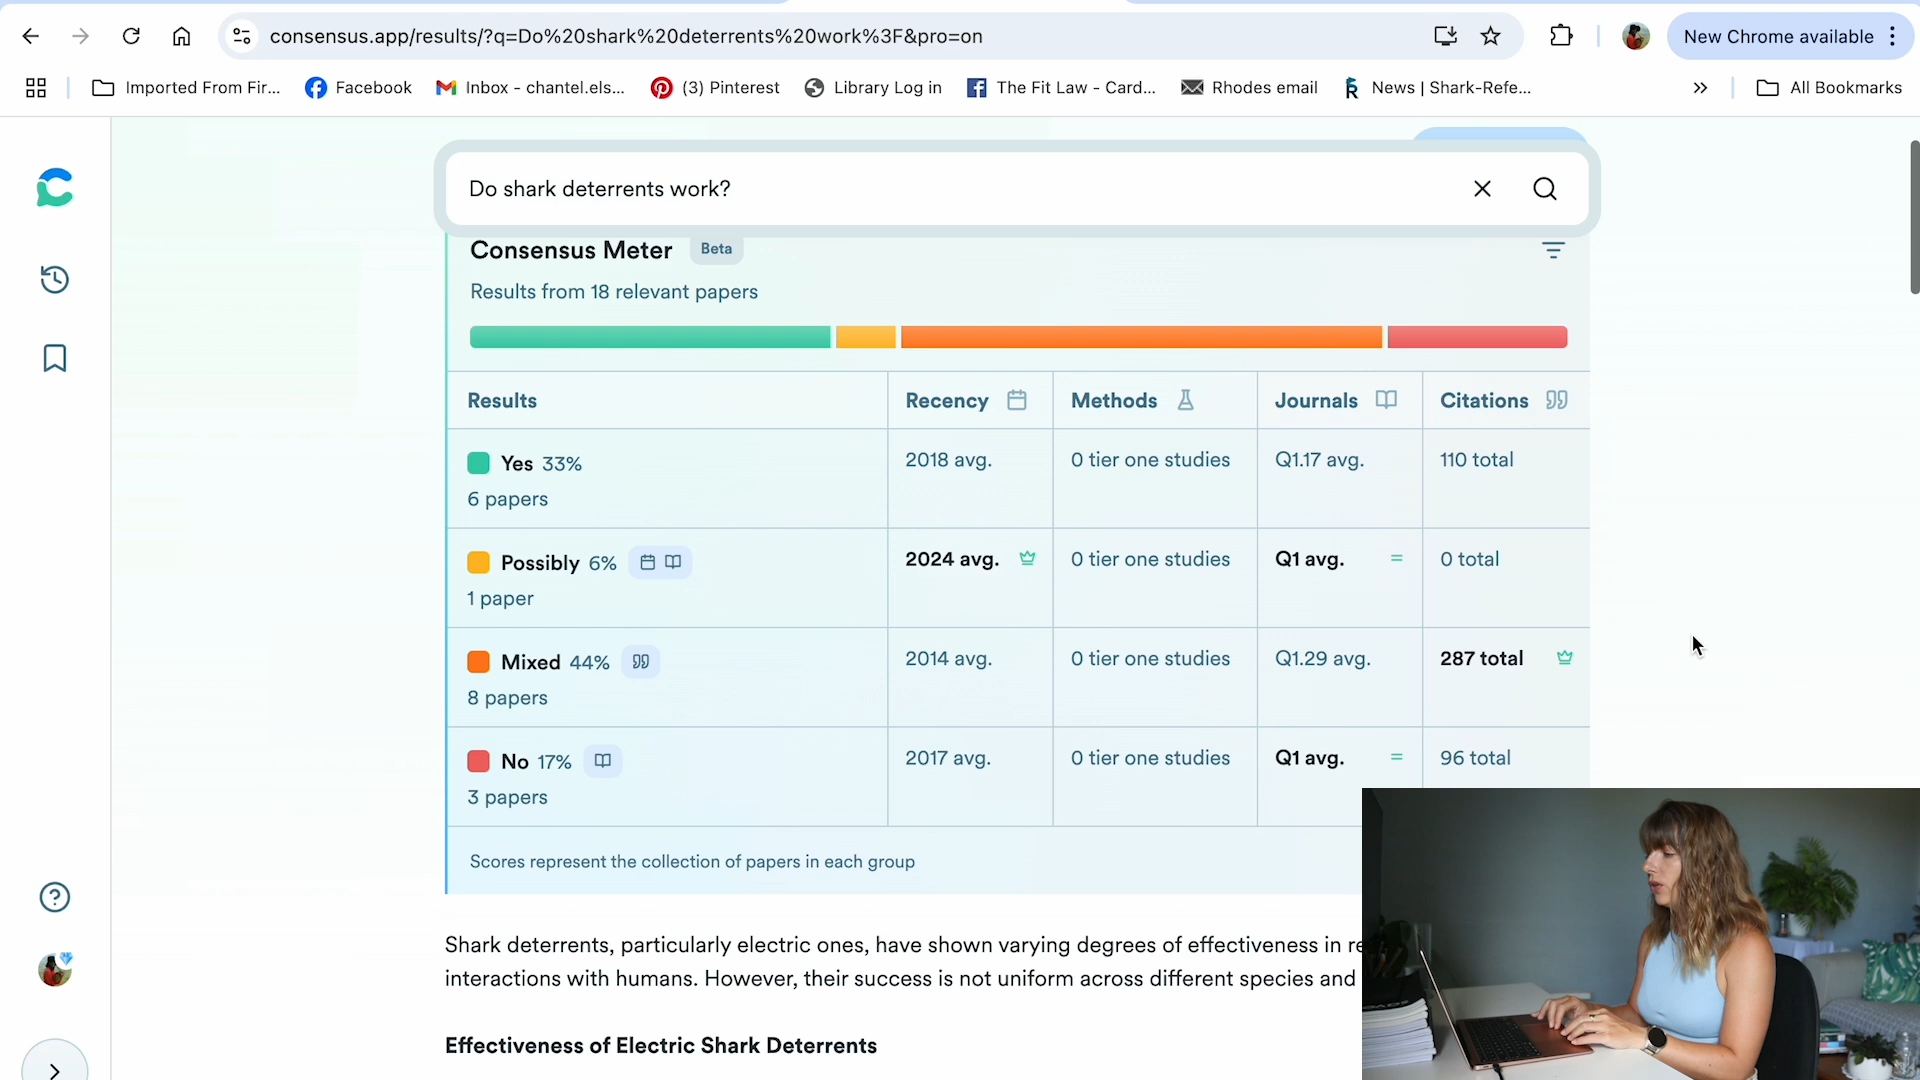 consensus.app/results/?q=Do%20shark%20deterrents%20work%3F&pro=on
New Chrome available
Imported From Fir...
Facebook
Inbox - chantel.els...
(3) Pinterest
Library Log in
The Fit Law - Card...
Rhodes email
News | Shark-Refe...
All Bookmarks
Do shark deterrents work?
Consensus Meter Beta
Results from 18 relevant papers
Results Recency Methods Journals Citations
Yes 33% 2018 avg. 0 tier one studies Q1.17 avg. 110 total
6 papers
Possibly 6% 2024 avg. 0 tier one studies Q1 avg. = 0 total
1 paper
Mixed 44% 2014 avg. 0 tier one studies Q1.29 avg. 287 total
8 papers
No 17% 2017 avg. 0 tier one studies Q1 avg. = 96 total
3 papers
Scores represent the collection of papers in each group
Shark deterrents, particularly electric ones, have shown varying degrees of effectiveness in
interactions with humans. However, their success is not uniform across different species and
Effectiveness of Electric Shark Deterrents